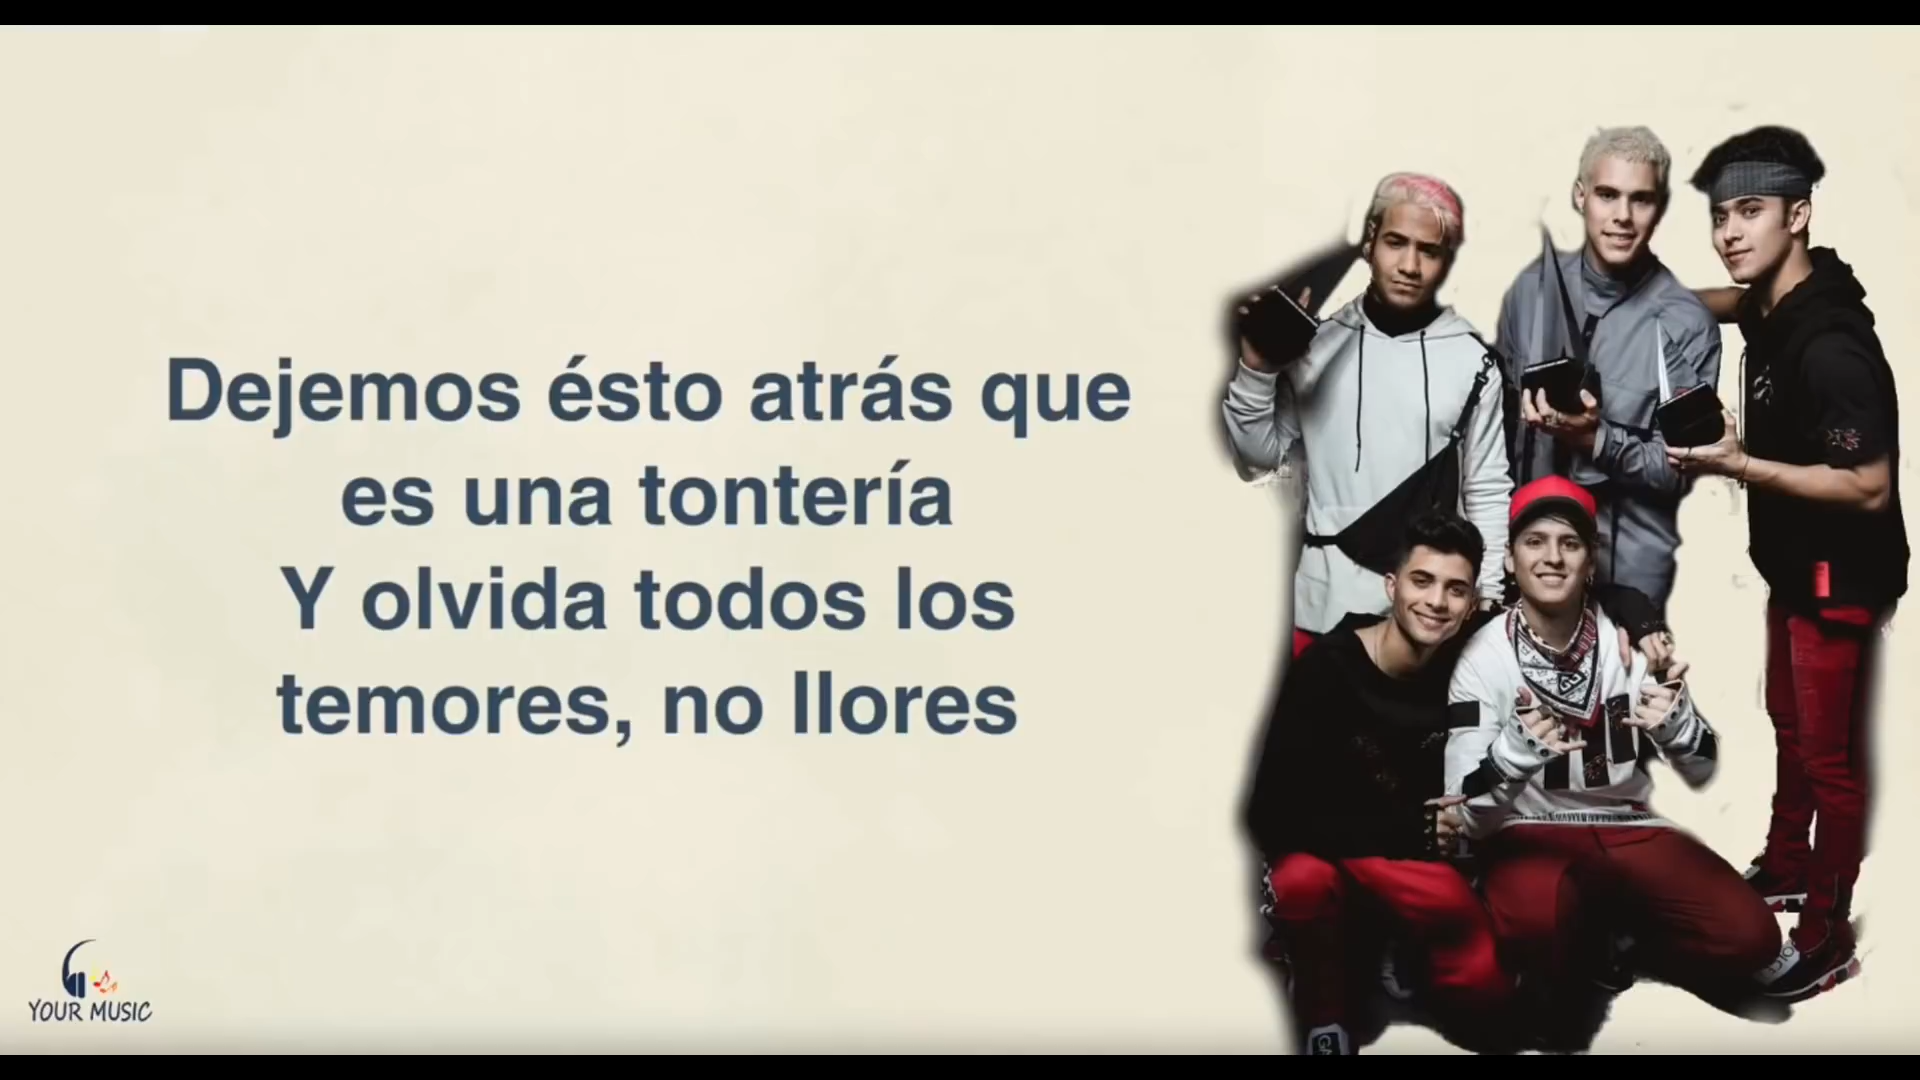 Dejemos ésto atrás que
es una tontería
Y olvida todos los
temores, no llores
YOUR MUSIC